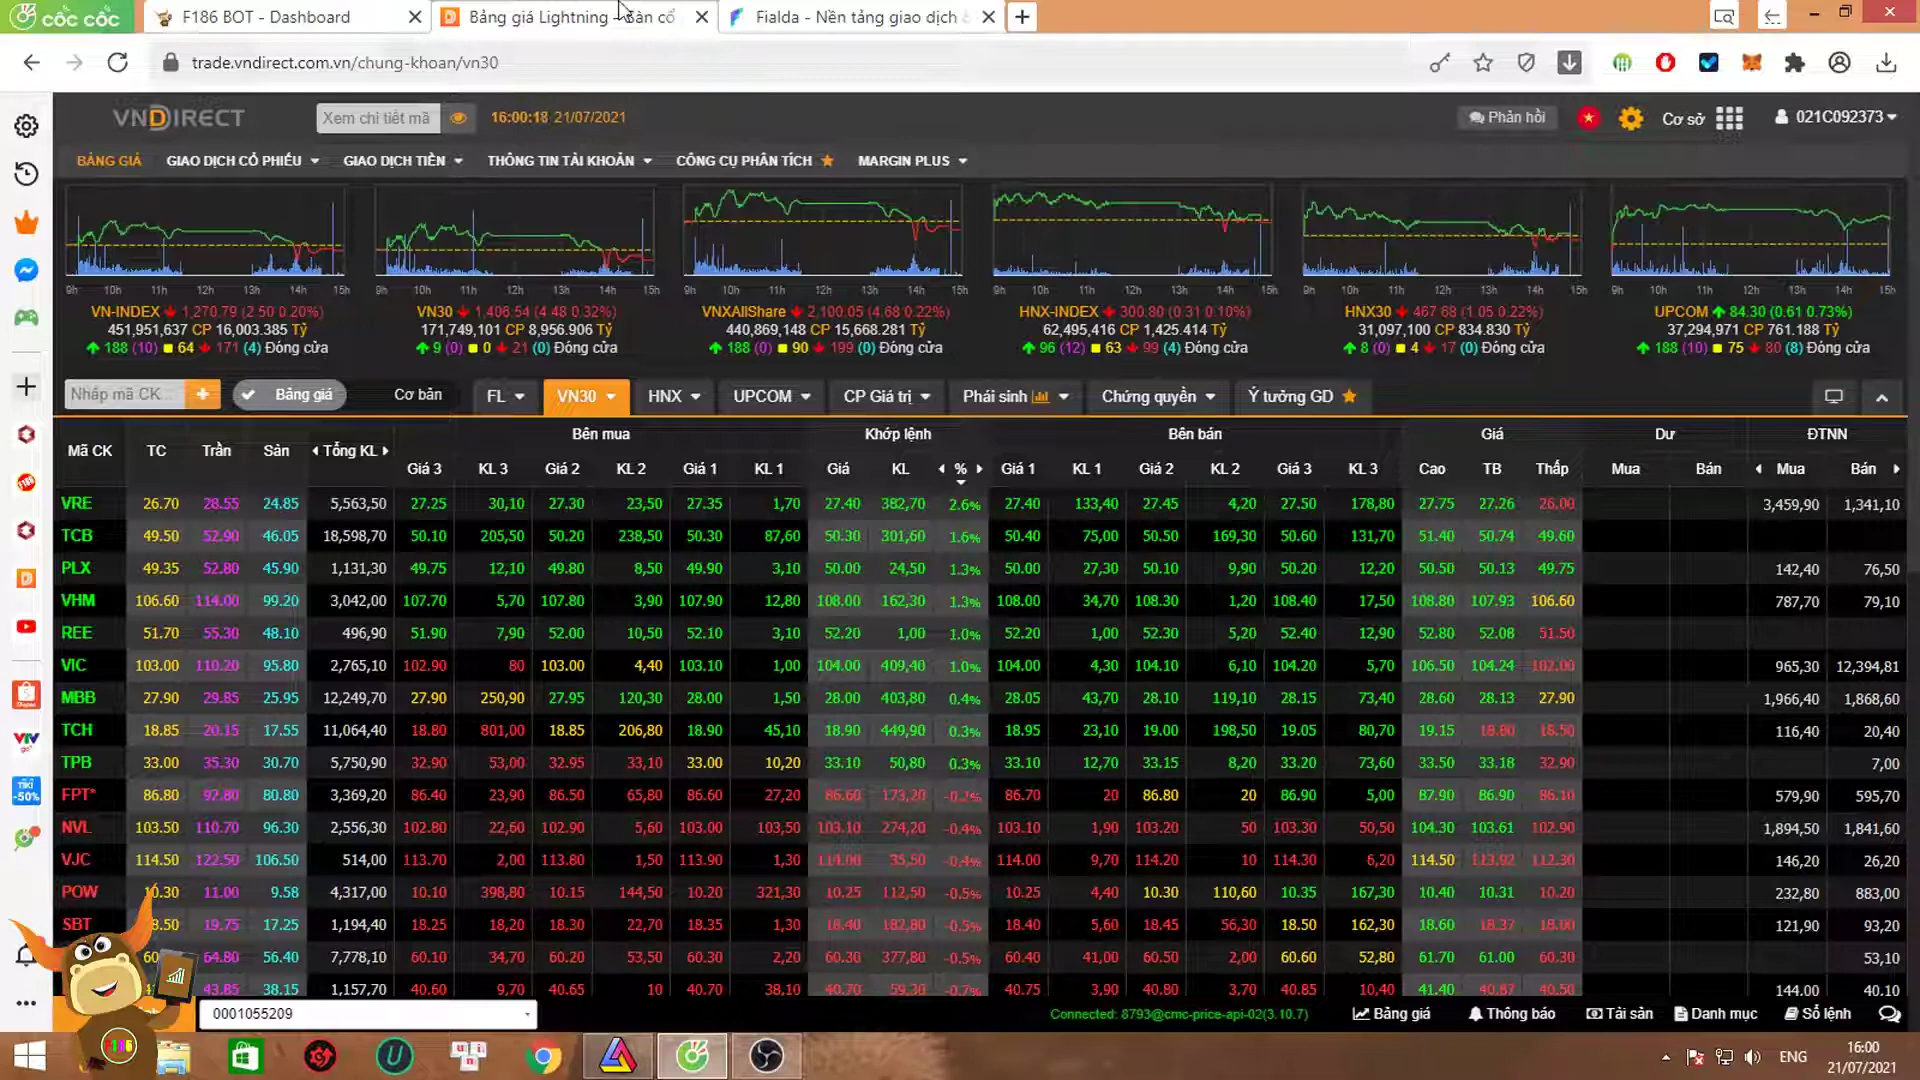 cốc cốc F186 BOT - Dashboard Bảng giá Lightning - Sàn cổ Fialda - Nền tảng giao dịch
trade.vndirect.com.vn/chung-khoan/vn30
VNDIRECT Xem chi tiết mã 16:00:18 21/07/2021 Phản hồi Cơ sở 021C092373
BẢNG GIÁ GIAO DỊCH CỔ PHIẾU GIAO DỊCH TIỀN THÔNG TIN TÀI KHOẢN CÔNG CỤ PHÂN TÍCH MARGIN PLUS
9h 10h 11h 12h 13h 14h 15h 9h 10h 11h 12h 13h 14h 15h 9h 10h 11h 12h 13h 14h 15h 9h 10h 11h 12h 13h 14h 15h 9h 10h 11h 12h 13h 14h 15h 9h 10h 11h 12h 13h 14h 15h
VN-INDEX 1,270.79 (2.50 0.20%) VN30 1,406.54 (4.48 0.32%) VNXAllShare 2,100.05 (4.68 0.22%) HNX-INDEX 300.80 (0.31 0.10%) HNX30 467.68 (1.05 0.22%) UPCOM 84.30 (0.61 0.73%)
451,951,637 CP 16,003.385 Tỷ 171,749,101 CP 8,956.906 Tỷ 440,869,148 CP 15,668.281 Tỷ 62,495,416 CP 1,425.414 Tỷ 31,097,100 CP 834.830 Tỷ 37,294,971 CP 761.188 Tỷ
188 (10) 64 171 (4) Đóng cửa 9 (0) 0 21 (0) Đóng cửa 188 (0) 90 199 (0) Đóng cửa 96 (12) 63 99 (4) Đóng cửa 8 (0) 4 17 (0) Đóng cửa 188 (10) 75 80 (8) Đóng cửa
Nhập mã CK... + Bảng giá Cơ bản FL VN30 HNX UPCOM CP Giá trị Phái sinh Chứng quyền Ý tưởng GD
Bên mua Khớp lệnh Bên bán Giá Dư ĐTNN
Mã CK TC Trần Sàn Tổng KL Giá 3 KL 3 Giá 2 KL 2 Giá 1 KL 1 Giá KL % Giá 1 KL 1 Giá 2 KL 2 Giá 3 KL 3 Cao TB Thấp Mua Bán Mua Bán
VRE 26.70 28.55 24.85 5,563,50 27.25 30,10 27.30 23,50 27.35 1,70 27.40 382,70 2.6% 27.40 133,40 27.45 4,20 27.50 178,80 27.75 27.26 26.00 3,459,90 1,341,10
TCB 49.50 52.90 46.05 18,598,70 50.10 205,50 50.20 238,50 50.30 87,60 50.30 301,60 1.6% 50.40 75,00 50.50 169,30 50.60 131,70 51.40 50.74 49.60
PLX 49.35 52.80 45.90 1,131,30 49.75 12,10 49.80 8,50 49.90 3,10 50.00 24,50 1.3% 50.00 27,30 50.10 9,90 50.20 12,20 50.50 50.13 49.75 142,40 76,50
VHM 106.60 114.00 99.20 3,042,00 107.70 5,70 107.80 3,90 107.90 12,80 108.00 162,30 1.3% 108.00 34,70 108.30 1,20 108.40 17,50 108.80 107.93 106.60 787,70 79,10
REE 51.70 55.30 48.10 496,90 51.90 7,90 52.00 10,50 52.10 3,10 52.20 1,00 1.0% 52.20 1,00 52.30 5,20 52.40 12,90 52.80 52.08 51.50
VIC 103.00 110.20 95.80 2,765,10 102.90 80 103.00 4,40 103.10 1,00 104.00 409,40 1.0% 104.00 4,30 104.10 6,10 104.20 5,70 106.50 104.24 102.00 965,30 12,394,81
MBB 27.90 29.85 25.95 12,249,70 27.90 250,90 27.95 120,30 28.00 1,50 28.00 403,80 0.4% 28.05 43,70 28.10 119,10 28.15 73,40 28.60 28.13 27.90 1,966,40 1,868,60
TCH 18.85 20.15 17.55 11,064,40 18.80 801,00 18.85 206,80 18.90 45,10 18.90 449,90 0.3% 18.95 23,10 19.00 198,50 19.05 80,70 19.15 18.80 18.50 116,40 20,40
TPB 33.00 35.30 30.70 5,750,90 32.90 53,00 32.95 33,10 33.00 10,20 33.10 50,80 0.3% 33.10 12,70 33.15 8,20 33.20 73,60 33.50 33.18 32.90 7,00
FPT* 86.80 92.80 80.80 3,369,20 86.40 23,90 86.50 65,80 86.60 27,20 86.60 173,20 -0.2% 86.70 20 86.80 20 86.90 5,00 87.90 86.90 86.10 579,90 595,70
NVL 103.50 110.70 96.30 2,556,30 102.80 22,60 102.90 5,60 103.00 103,50 103.10 274,20 -0.4% 103.10 1,90 103.20 50 103.30 50,50 104.30 103.61 102.90 1,894,50 1,841,60
VJC 114.50 122.50 106.50 514,00 113.70 2,00 113.80 1,50 113.90 1,30 114.00 35,50 -0.4% 114.00 9,70 114.20 10 114.30 6,20 114.50 113.92 112.30 146,20 26,20
POW 10.30 11.00 9.58 4,317,00 10.10 398,80 10.15 144,50 10.20 321,30 10.25 112,50 -0.5% 10.25 4,40 10.30 110,60 10.35 167,30 10.40 10.31 10.20 232,80 883,00
SBT 8.50 19.75 17.25 1,194,40 18.25 18,20 18.30 22,70 18.35 1,30 18.40 182,80 -0.5% 18.40 5,60 18.45 56,30 18.50 162,30 18.60 18.37 18.00 121,90 93,20
60 64.80 56.40 7,778,10 60.10 34,70 60.20 53,50 60.30 2,20 60.30 377,80 -0.5% 60.40 41,00 60.50 2,00 60.60 52,80 61.70 61.00 60.30 53,10
43.85 38.15 1,157,70 40.60 9,70 40.65 10 40.70 38,10 40.70 59,30 -0.7% 40.75 3,90 40.80 3,70 40.85 10,40 41.40 40.87 40.50 144,00 40,10
0001055209 Connected: 8793@cmc-price-api-02(3.10.7) Bảng giá Thông báo Tài sản Danh mục Sổ lệnh
F186 ENG 16:00
21/07/2021